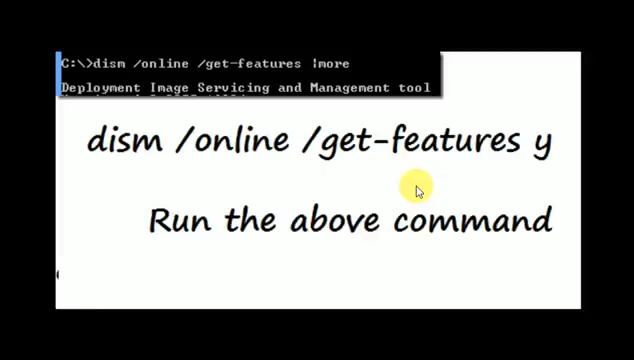 C:\>dism /online /get-features |more
Deployment Image Servicing and Management tool
dism /online /get-features y
Run the above command